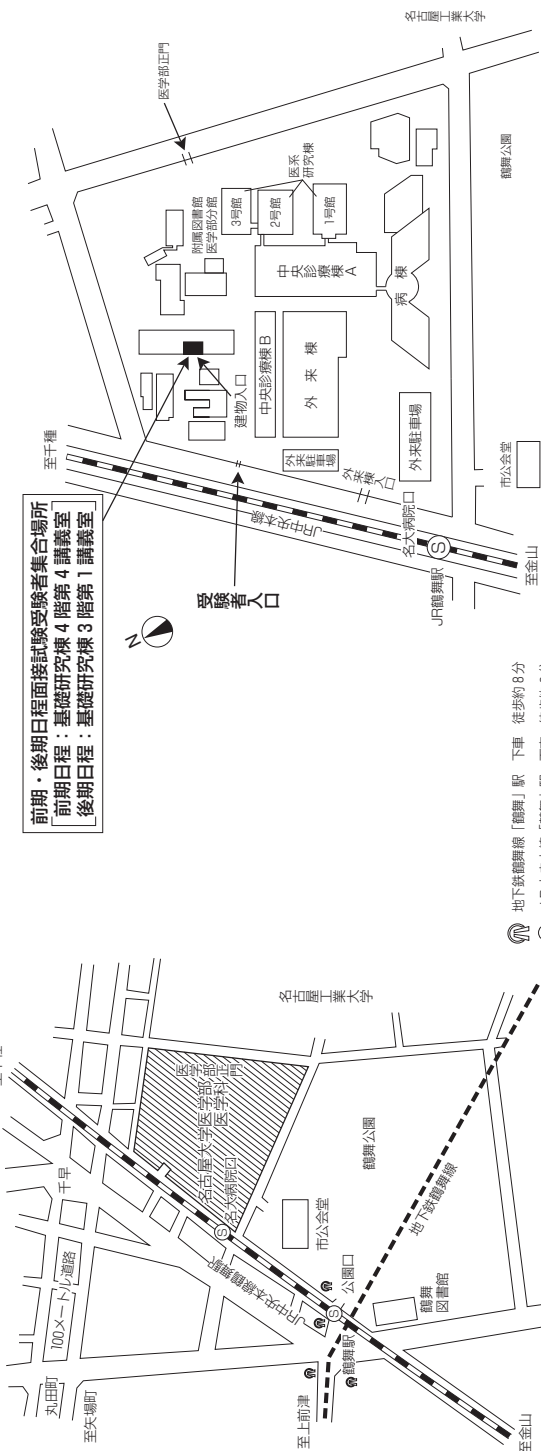 前期・後期日程面接試験受験者集合場所
前期日程：基礎研究棟４階第４講義室
後期日程：基礎研究棟３階第１講義室
N
至千種
JR中央本線
受験者入口
建物入口
附属図書館
医学部分館
医学部正門
名古屋工業大学
3号館
2号館
1号館
医系
研究棟
中央診療棟A
中央診療棟B
外来棟
病棟
外来
駐車場
外来棟入口
外来駐車場
名大病院口
S
JR鶴舞駅
至金山
市公会堂
鶴舞公園
地下鉄鶴舞線「鶴舞」駅　下車　徒歩約８分
千早
100メートル道路
丸田町
至矢場町
名古屋大学医学部医学科
医学部正門
名大病院口
S
JR中央本線鶴舞駅
名古屋工業大学
市公会堂
鶴舞公園
地下鉄鶴舞線
公園口
S
鶴舞駅
鶴舞
図書館
至上前津
至金山